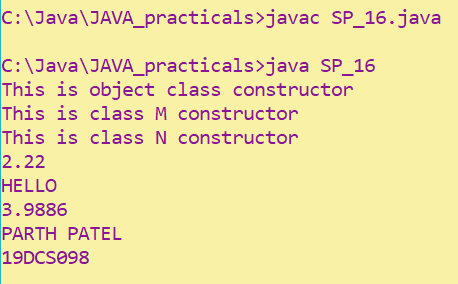 C:\Java\JAVA_practicals>javac SP_16.java
C:\Java\JAVA_practicals>java SP_16
This is object class constructor
This is class M constructor
This is class N constructor
2.22
HELLO
3.9886
PARTH PATEL
19DCS098